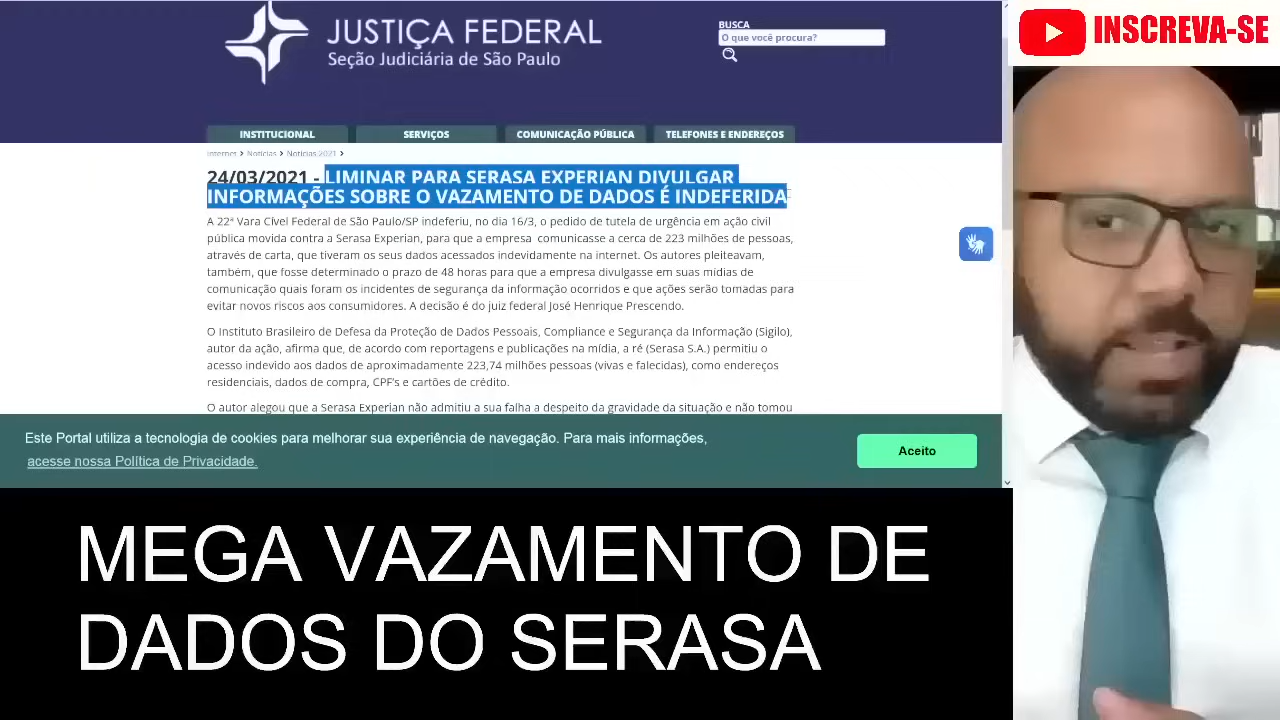 JUSTIÇA FEDERAL
Seção Judiciária de São Paulo
BUSCA
O que você procura?
INSCREVA-SE
INSTITUCIONAL
SERVIÇOS
COMUNICAÇÃO PÚBLICA
TELEFONES E ENDEREÇOS
Internet > Notícias > Notícias 2021 >
24/03/2021 - LIMINAR PARA SERASA EXPERIAN DIVULGAR
INFORMAÇÕES SOBRE O VAZAMENTO DE DADOS É INDEFERIDA
A 22ª Vara Cível Federal de São Paulo/SP indeferiu, no dia 16/3, o pedido de tutela de urgência em ação civil
pública movida contra a Serasa Experian, para que a empresa comunicasse a cerca de 223 milhões de pessoas,
através de carta, que tiveram os seus dados acessados indevidamente na internet. Os autores pleiteavam,
também, que fosse determinado o prazo de 48 horas para que a empresa divulgasse em suas mídias de
comunicação quais foram os incidentes de segurança da informação ocorridos e que ações serão tomadas para
evitar novos riscos aos consumidores. A decisão é do juiz federal José Henrique Prescendo.
O Instituto Brasileiro de Defesa da Proteção de Dados Pessoais, Compliance e Segurança da Informação (Sigilo),
autor da ação, afirma que, de acordo com reportagens e publicações na mídia, a ré (Serasa S.A.) permitiu o
acesso indevido aos dados de aproximadamente 223,74 milhões pessoas (vivas e falecidas), como endereços
residenciais, dados de compra, CPF's e cartões de crédito.
O autor alegou que a Serasa Experian não admitiu a sua falha a despeito da gravidade da situação e não tomou
Este Portal utiliza a tecnologia de cookies para melhorar sua experiência de navegação. Para mais informações,
acesse nossa Política de Privacidade.
Aceito
MEGA VAZAMENTO DE
DADOS DO SERASA